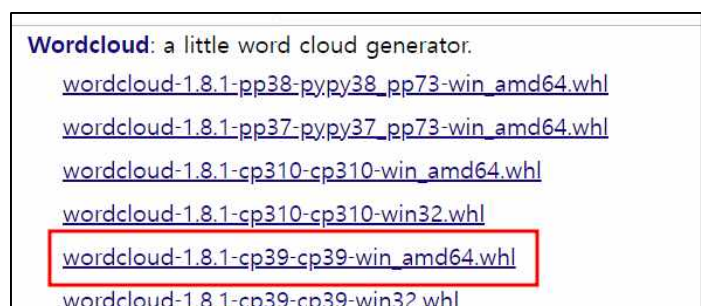 Wordcloud: a little word cloud generator.
wordcloud-1.8.1-pp38-pypy38_pp73-win_amd64.whl
wordcloud-1.8.1-pp37-pypy37_pp73-win_amd64.whl
wordcloud-1.8.1-cp310-cp310-win_amd64.whl
wordcloud-1.8.1-cp310-cp310-win32.whl
wordcloud-1.8.1-cp39-cp39-win_amd64.whl
wordcloud-1.8.1-cp39-cp39-win32.whl